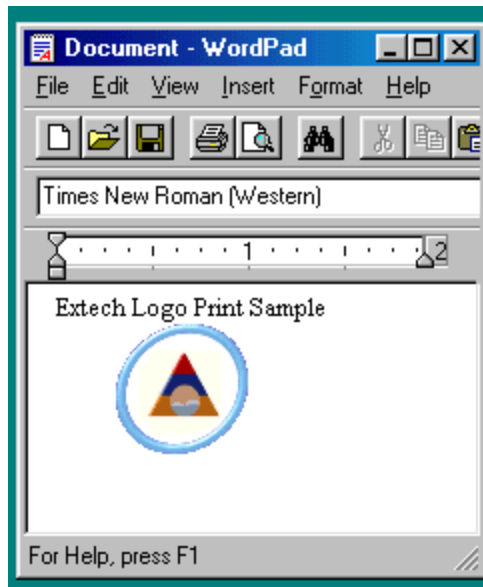 Document - WordPad
File Edit View Insert Format Help
Times New Roman (Western)
1 2
Extech Logo Print Sample
For Help, press F1